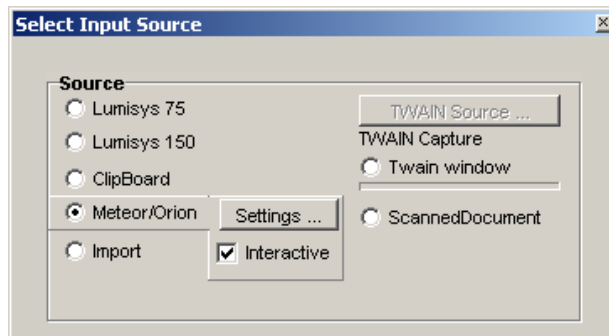 Select Input Source
Source
Lumisys 75
Lumisys 150
ClipBoard
Meteor/Orion
Settings ...
Import
Interactive
TWAIN Source ...
TWAIN Capture
Twain window
ScannedDocument